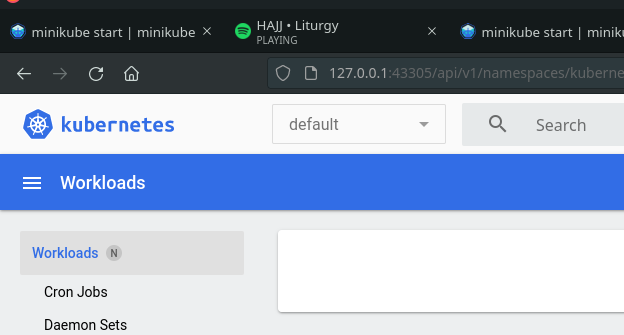 minikube start | minikube
HAJJ • Liturgy
PLAYING
minikube start | minik
127.0.0.1:43305/api/v1/namespaces/kuberne
kubernetes
default
Search
Workloads
Workloads N
Cron Jobs
Daemon Sets